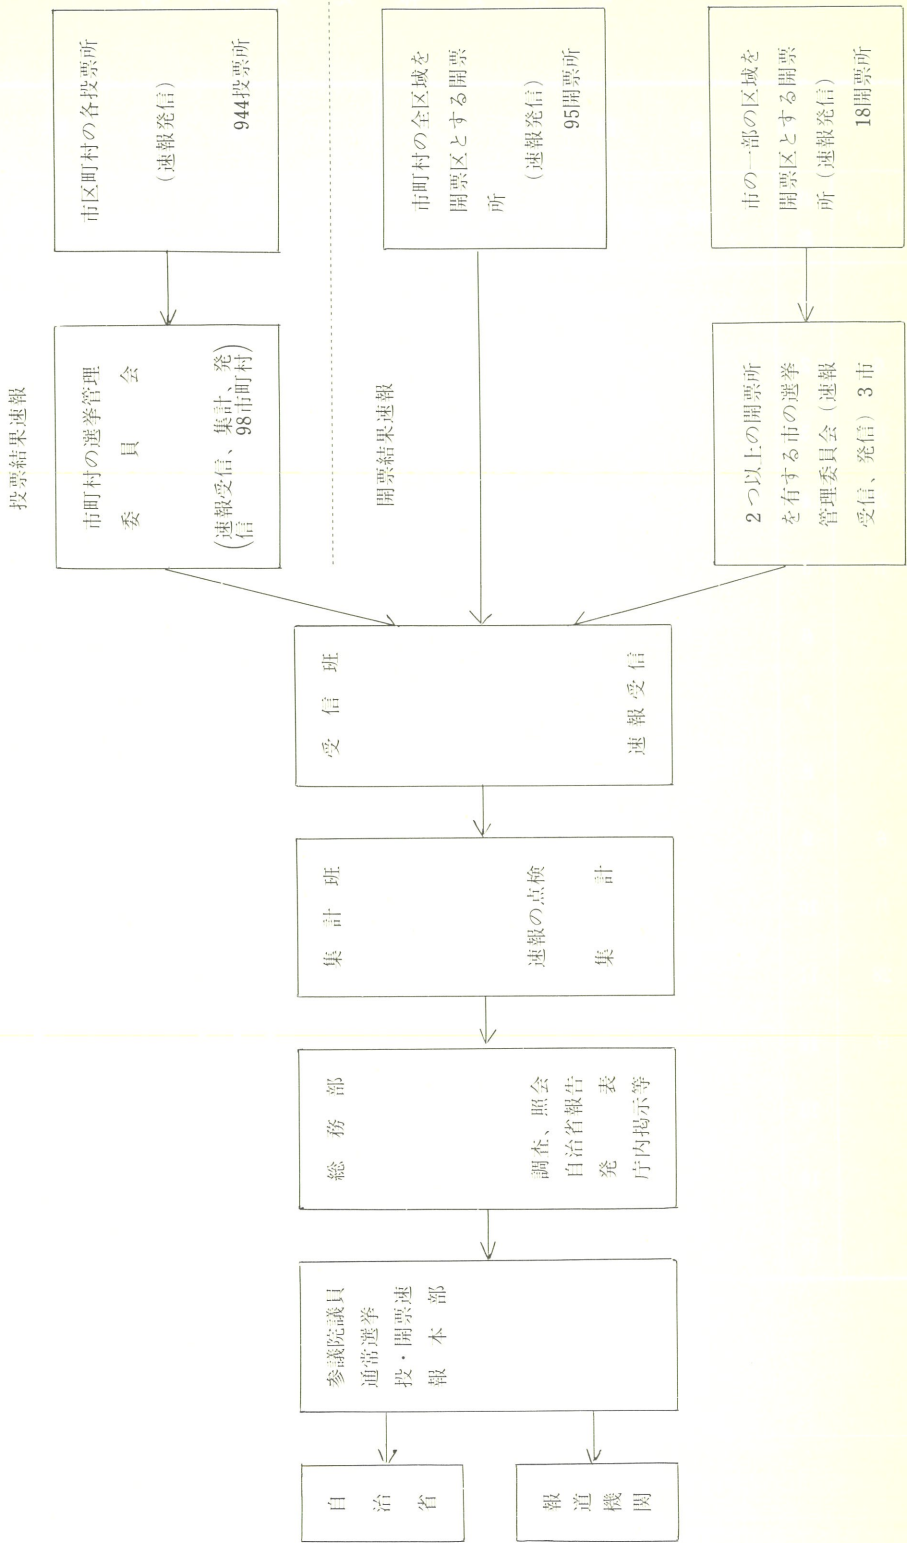 投票結果速報
市区町村の各投票所
(速報発信)
944投票所
市町村の選挙管理
委員会
(速報受信、集計、発
信 98市町村)
開票結果速報
市町村の全区域を
開票区とする開票
所 (速報発信)
95開票所
市の一部の区域を
開票区とする開票
所(速報発信)
18開票所
2つ以上の開票所
を有する市の選挙
管理委員会(速報
受信、発信) 3市
受信班
速報受信
集計班
速報の点検
集計
総務部
調査、照会
自治省報告
発表
庁内掲示等
参議院議員
通常選挙
投・開票速
報本部
自治省
報道機関